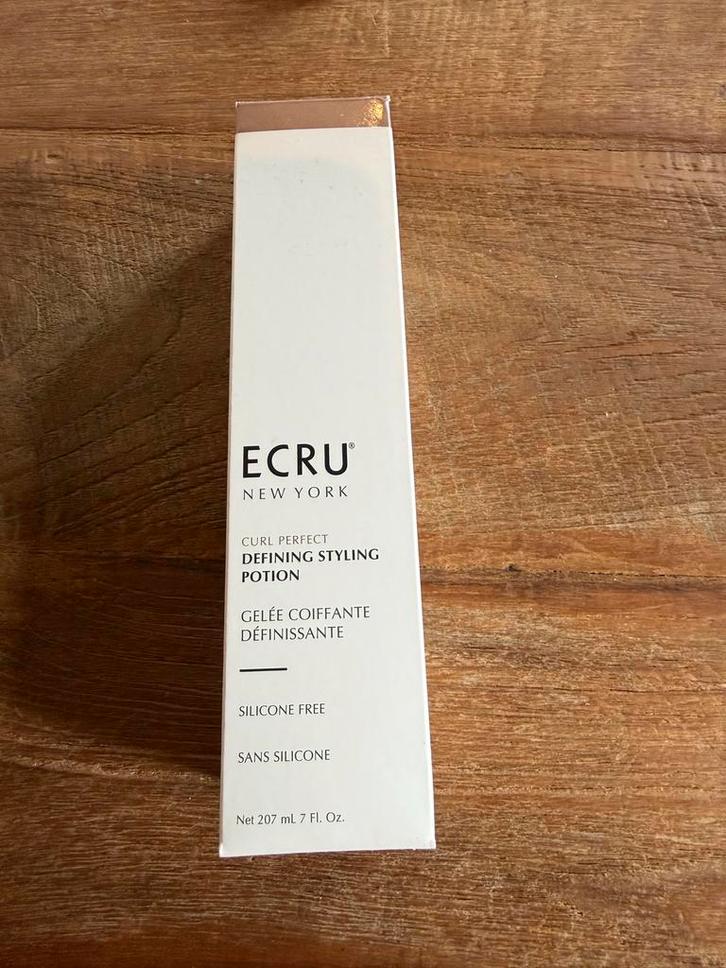 ECRU®
NEW YORK
CURL PERFECT
DEFINING STYLING
POTION
GELÉE COIFFANTE
DÉFINISSANTE
SILICONE FREE
SANS SILICONE
Net 207 mL 7 Fl. Oz.